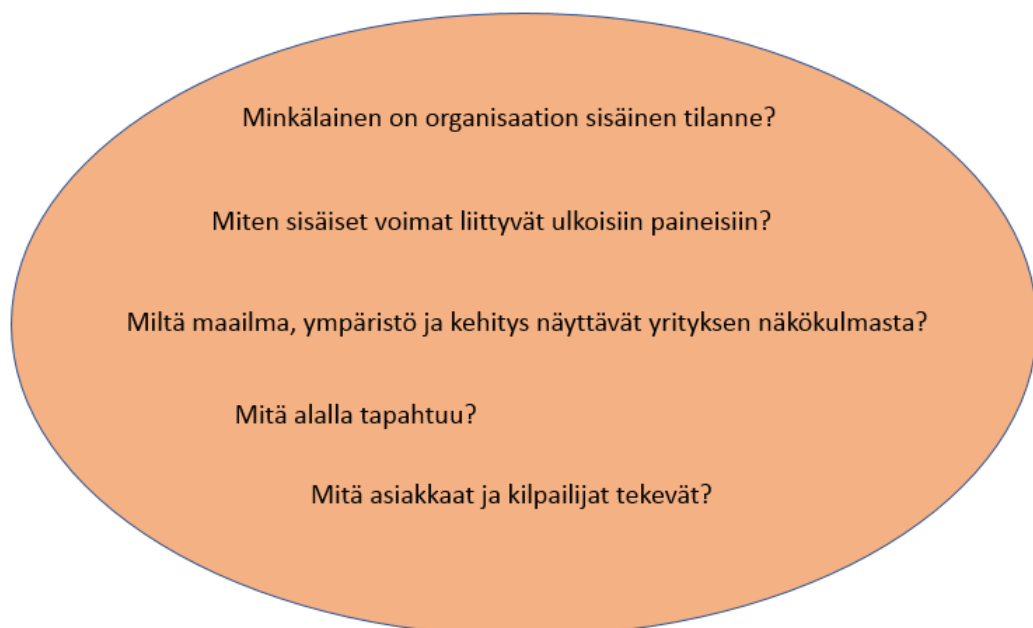 Minkälainen on organisaation sisäinen tilanne?
Miten sisäiset voimat liittyvät ulkoisiin paineisiin?
Miltä maailma, ympäristö ja kehitys näyttävät yrityksen näkökulmasta?
Mitä alalla tapahtuu?
Mitä asiakkaat ja kilpailijat tekevät?